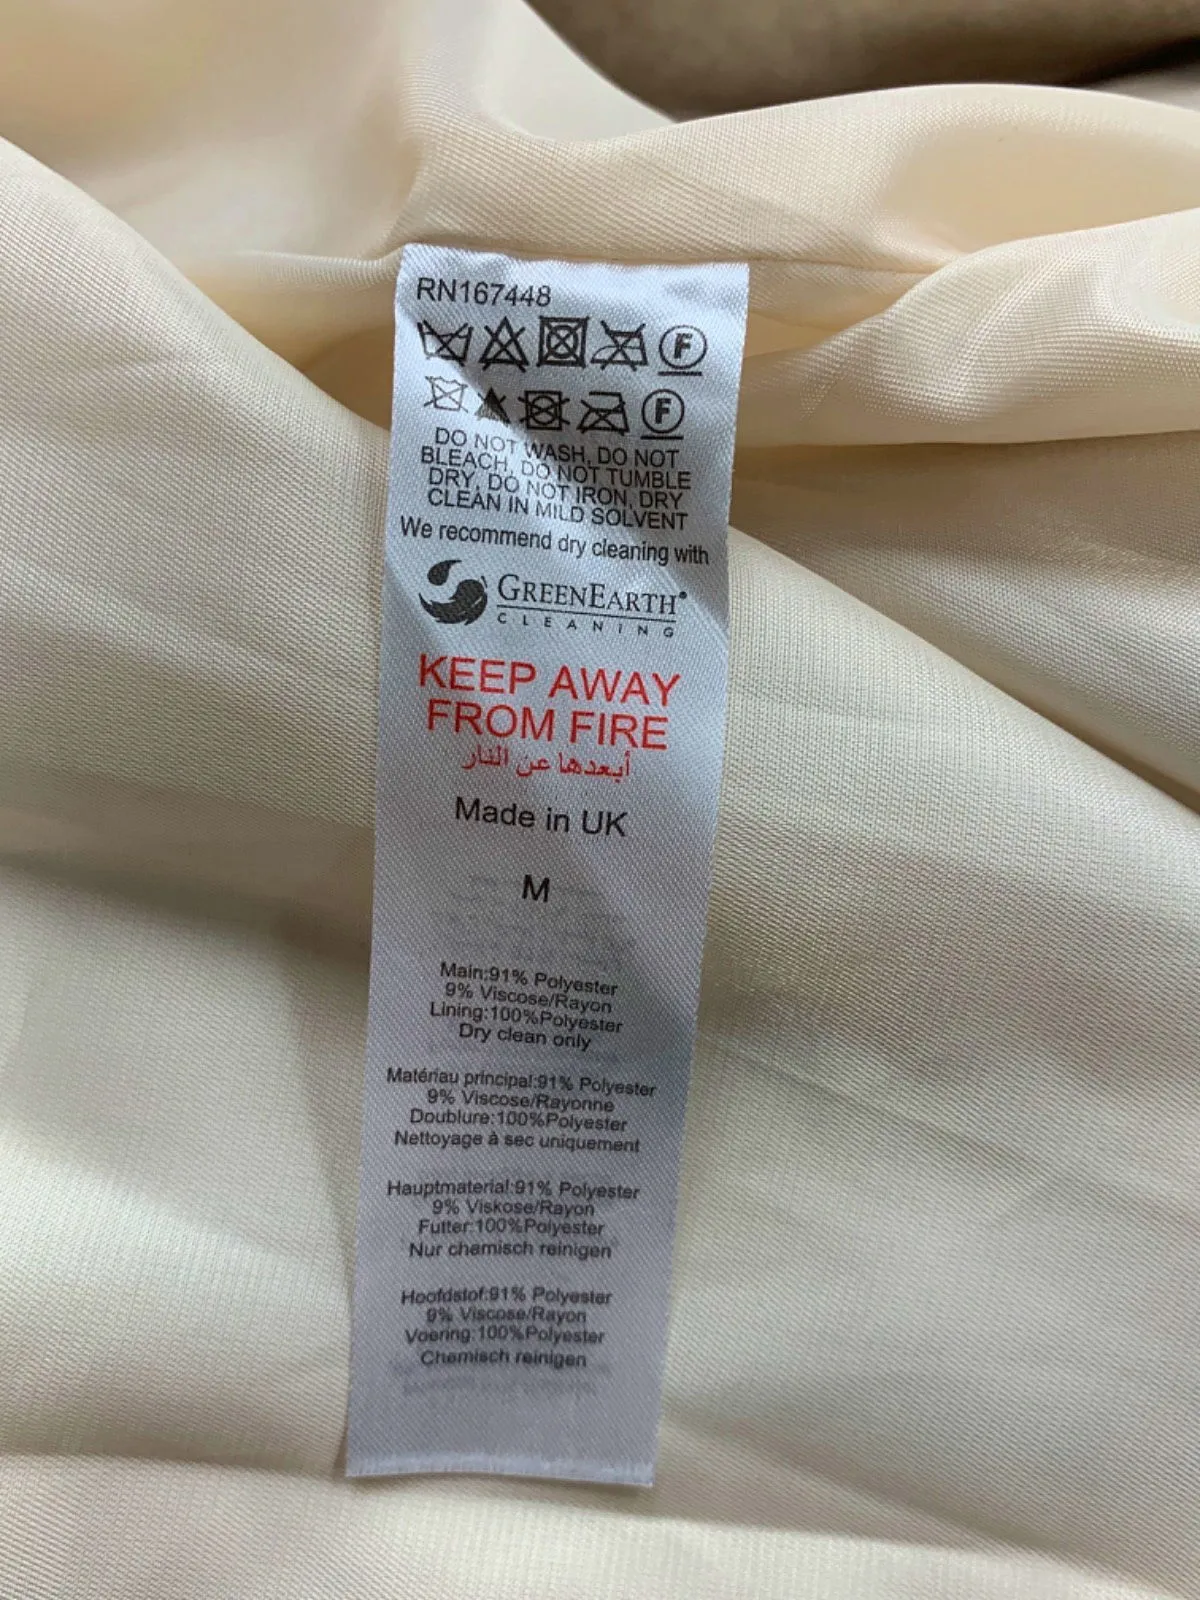 RN167448
F
F
DO NOT WASH, DO NOT
BLEACH, DO NOT TUMBLE
DRY, DO NOT IRON, DRY
CLEAN IN MILD SOLVENT
We recommend dry cleaning with
GREENEARTH®
CLEANING
KEEP AWAY
FROM FIRE
أبعدها عن النار
Made in UK
M
Main:91% Polyester
9% Viscose/Rayon
Lining:100%Polyester
Dry clean only
Matériau principal:91% Polyester
9% Viscose/Rayonne
Doublure:100%Polyester
Nettoyage à sec uniquement
Hauptmaterial:91% Polyester
9% Viskose/Rayon
Futter:100%Polyester
Nur chemisch reinigen
Hoofdstof:91% Polyester
9% Viscose/Rayon
Voering:100%Polyester
Chemisch reinigen